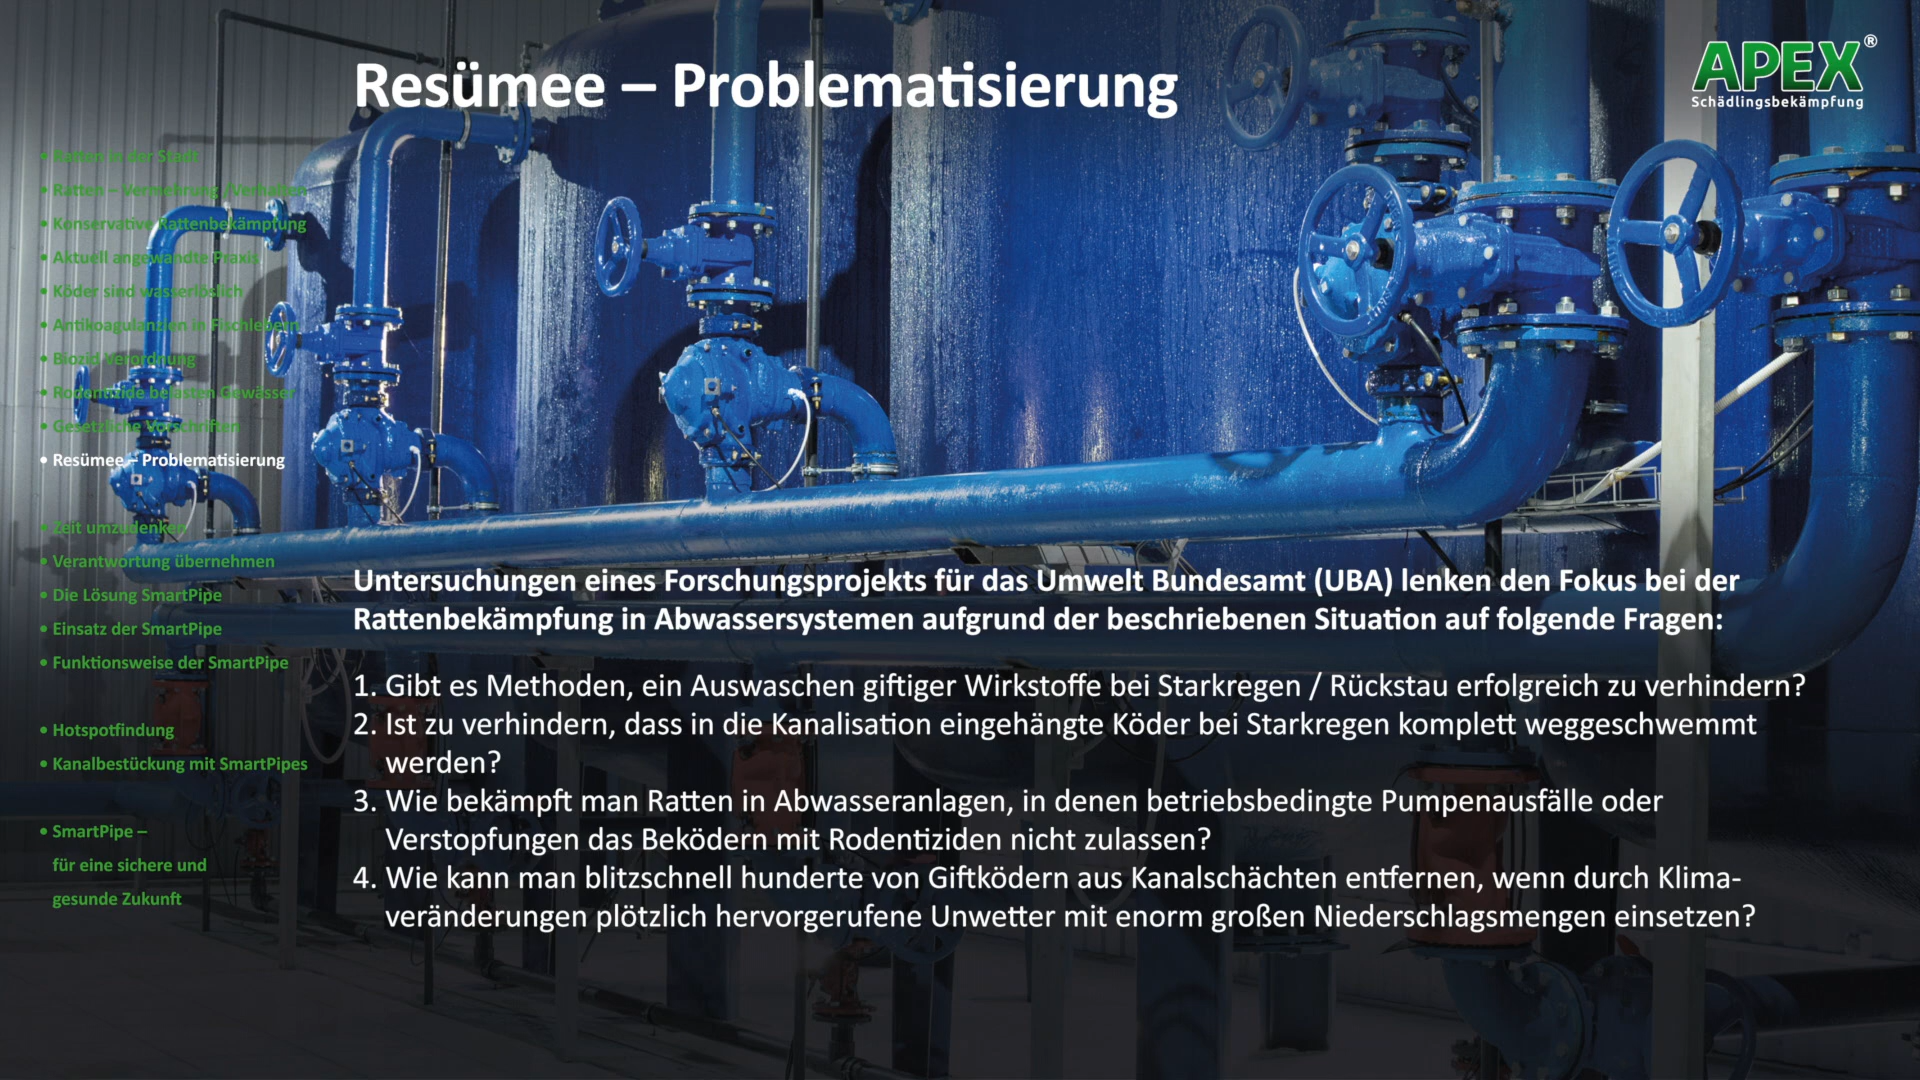 Resümee – Problematisierung
APEX®
Schädlingsbekämpfung
• Ratten in der Stadt
• Ratten – Vermehrung /Verhalten
• Konservative Rattenbekämpfung
• Aktuell angewandte Praxis
• Köder sind wasserlöslich
• Antikoagulanzien in Fischlebern
• Biozid Verordnung
• Rodentizide belasten Gewässer
• Gesetzliche Vorschriften
• Resümee – Problematisierung
• Zeit umzudenken
• Verantwortung übernehmen
• Die Lösung SmartPipe
• Einsatz der SmartPipe
• Funktionsweise der SmartPipe
• Hotspotfindung
• Kanalbestückung mit SmartPipes
• SmartPipe –
für eine sichere und
gesunde Zukunft
Untersuchungen eines Forschungsprojekts für das Umwelt Bundesamt (UBA) lenken den Fokus bei der
Rattenbekämpfung in Abwassersystemen aufgrund der beschriebenen Situation auf folgende Fragen:
1. Gibt es Methoden, ein Auswaschen giftiger Wirkstoffe bei Starkregen / Rückstau erfolgreich zu verhindern?
2. Ist zu verhindern, dass in die Kanalisation eingehängte Köder bei Starkregen komplett weggeschwemmt
werden?
3. Wie bekämpft man Ratten in Abwasseranlagen, in denen betriebsbedingte Pumpenausfälle oder
Verstopfungen das Beködern mit Rodentiziden nicht zulassen?
4. Wie kann man blitzschnell hunderte von Giftködern aus Kanalschächten entfernen, wenn durch Klima-
veränderungen plötzlich hervorgerufene Unwetter mit enorm großen Niederschlagsmengen einsetzen?